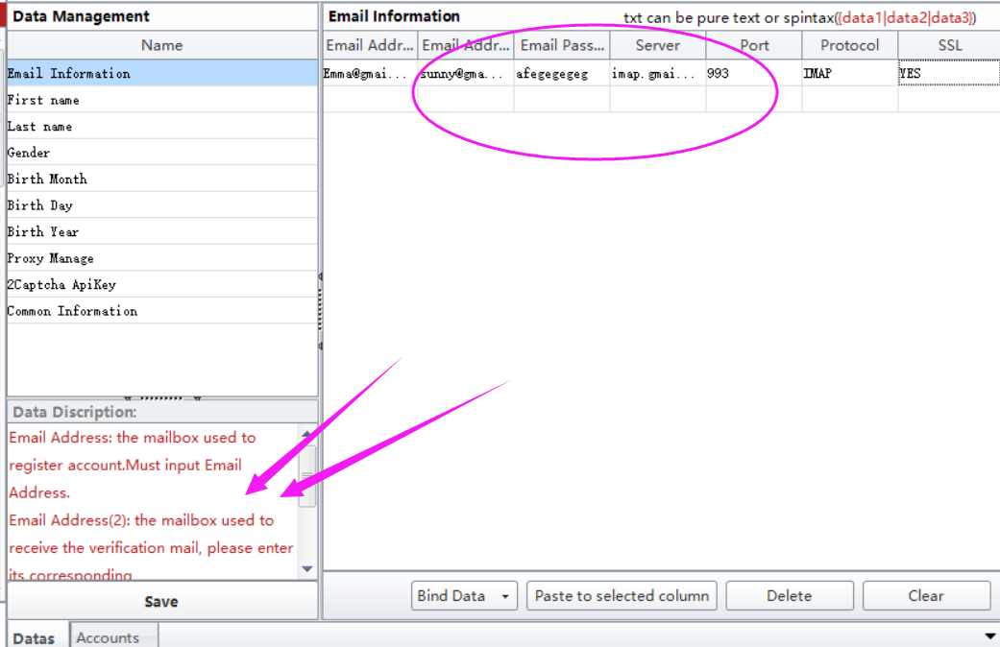 Data Management
Name
Email Information
First name
Last name
Gender
Birth Month
Birth Day
Birth Year
Proxy Manage
2Captcha ApiKey
Common Information
Data Discription:
Email Address: the mailbox used to
register account.Must input Email
Address.
Email Address(2): the mailbox used to
receive the verification mail, please enter
its corresponding
Save
Datas Accounts
Email Information txt can be pure text or spintax({data1|data2|data3})
Email Addr... Email Addr... Email Pass... Server Port Protocol SSL
Emma@gmai... sunny@gma... afegegegeg imap.gmai... 993 IMAP YES
Bind Data Paste to selected column Delete Clear